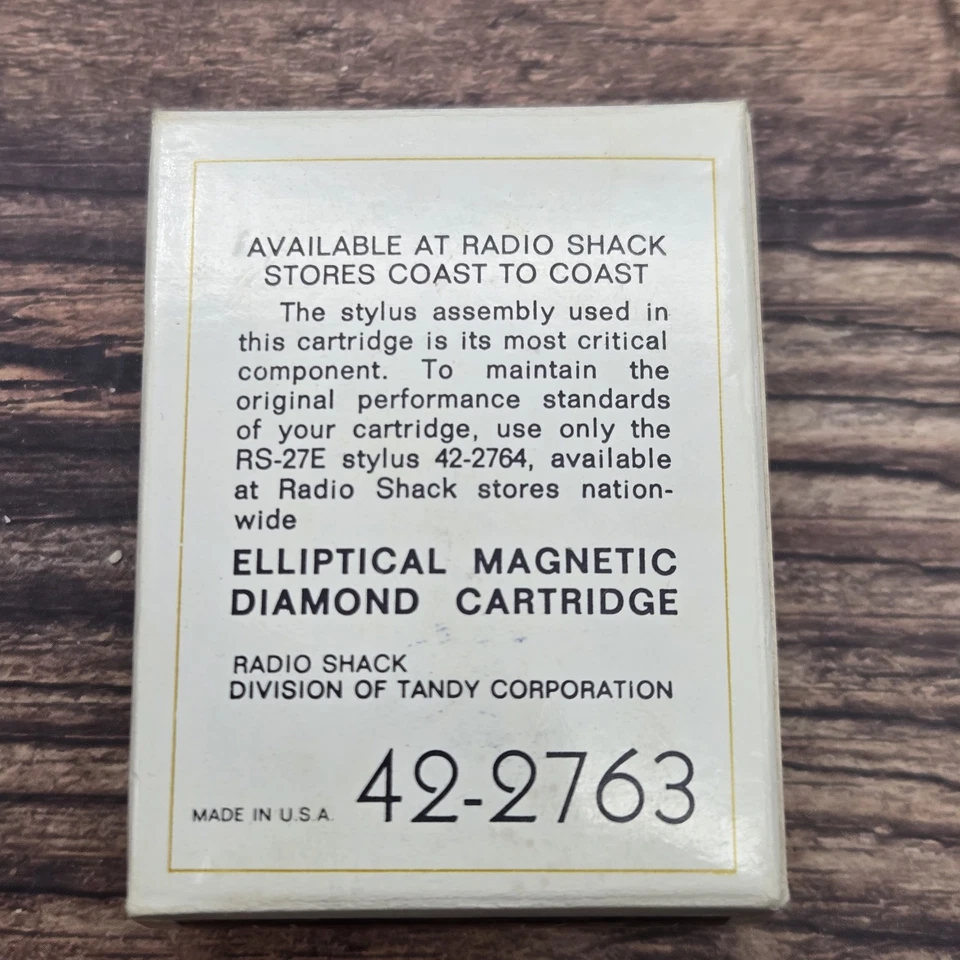 AVAILABLE AT RADIO SHACK
STORES COAST TO COAST
The stylus assembly used in
this cartridge is its most critical
component. To maintain the
original performance standards
of your cartridge, use only the
RS-27E stylus 42-2764, available
at Radio Shack stores nation-
wide
ELLIPTICAL MAGNETIC
DIAMOND CARTRIDGE
RADIO SHACK
DIVISION OF TANDY CORPORATION
MADE IN U.S.A. 42-2763